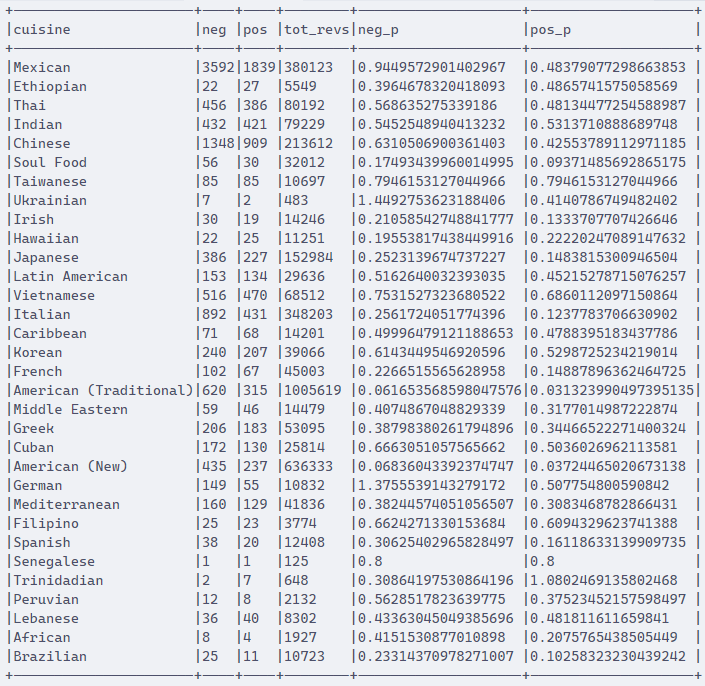 +----------------------+----+----+--------+--------------------+--------------------+
|cuisine               |neg |pos |tot_revs|neg_p               |pos_p               |
+----------------------+----+----+--------+--------------------+--------------------+
|Mexican               |3592|1839|380123  |0.9449572901402967  |0.48379077298663853 |
|Ethiopian             |22  |27  |5549    |0.3964678320418093  |0.4865741575058569  |
|Thai                  |456 |386 |80192   |0.568635275339186   |0.48134477254588987 |
|Indian                |432 |421 |79229   |0.5452548940413232  |0.5313710888689748  |
|Chinese               |1348|909 |213612  |0.6310506900361403  |0.42553789112971185 |
|Soul Food             |56  |30  |32012   |0.17493439960014995 |0.09371485692865175 |
|Taiwanese             |85  |85  |10697   |0.7946153127044966  |0.7946153127044966  |
|Ukrainian             |7   |2   |483     |1.4492753623188406  |0.4140786749482402  |
|Irish                 |30  |19  |14246   |0.21058542748841777 |0.1333707707426646  |
|Hawaiian              |22  |25  |11251   |0.19553817438449916 |0.22220247089147632 |
|Japanese              |386 |227 |152984  |0.2523139674737227  |0.1483815300946504  |
|Latin American        |153 |134 |29636   |0.5162640032393035  |0.45215278715076257 |
|Vietnamese            |516 |470 |68512   |0.7531527323680522  |0.6860112097150864  |
|Italian               |892 |431 |348203  |0.2561724051774396  |0.1237783706630902  |
|Caribbean             |71  |68  |14201   |0.49996479121188653 |0.4788395183437786  |
|Korean                |240 |207 |39066   |0.6143449546920596  |0.5298725234219014  |
|French                |102 |67  |45003   |0.2266515565628958  |0.14887896362464725 |
|American (Traditional)|620 |315 |1005619 |0.061653568598047576|0.031323990497395135|
|Middle Eastern        |59  |46  |14479   |0.4074867048829339  |0.3177014987222874  |
|Greek                 |206 |183 |53095   |0.38798380261794896 |0.34466522271400324 |
|Cuban                 |172 |130 |25814   |0.6663051057565662  |0.5036026962113581  |
|American (New)        |435 |237 |636333  |0.06836043392374747 |0.03724465020673138 |
|German                |149 |55  |10832   |1.3755539143279172  |0.507754800590842   |
|Mediterranean         |160 |129 |41836   |0.38244574051056507 |0.3083468782866431  |
|Filipino              |25  |23  |3774    |0.6624271330153684  |0.6094329623741388  |
|Spanish               |38  |20  |12408   |0.30625402965828497 |0.16118633139909735 |
|Senegalese            |1   |1   |125     |0.8                 |0.8                 |
|Trinidadian           |2   |7   |648     |0.30864197530864196 |1.0802469135802468  |
|Peruvian              |12  |8   |2132    |0.5628517823639775  |0.37523452157598497 |
|Lebanese              |36  |40  |8302    |0.43363045049385696 |0.481811611659841   |
|African               |8   |4   |1927    |0.4151530877010898  |0.2075765438505449  |
|Brazilian             |25  |11  |10723   |0.23314370978271007 |0.10258323230439242 |
+----------------------+----+----+--------+--------------------+--------------------+